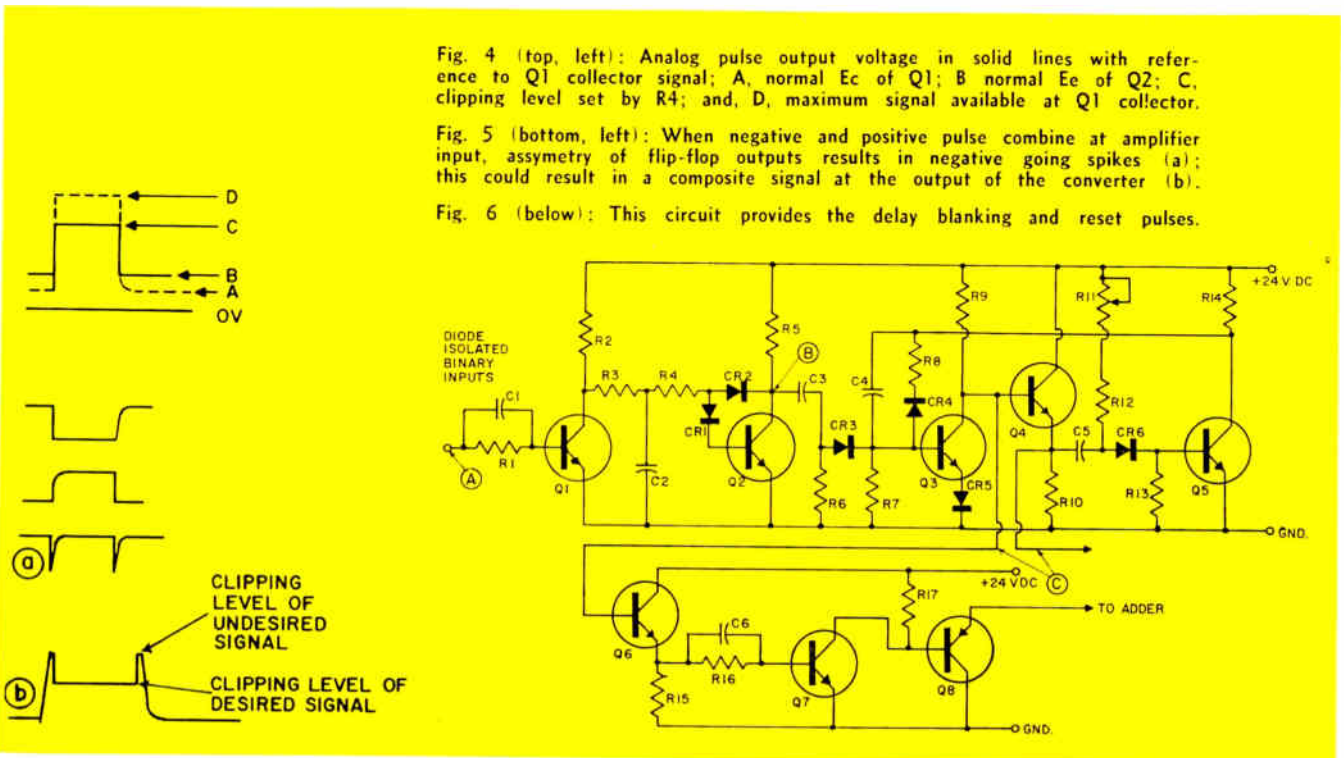 Fig. 4 (top, left): Analog pulse output voltage in solid lines with refer-
ence to Q1 collector signal; A, normal Ec of Q1; B normal Ee of Q2; C,
clipping level set by R4; and, D, maximum signal available at Q1 collector.
Fig. 5 (bottom, left): When negative and positive pulse combine at amplifier
input, assymetry of flip-flop outputs results in negative going spikes (a);
this could result in a composite signal at the output of the converter (b).
Fig. 6 (below): This circuit provides the delay blanking and reset pulses.
D
C
B
A
OV
a
CLIPPING
LEVEL OF
UNDESIRED
SIGNAL
b
CLIPPING LEVEL OF
DESIRED SIGNAL
+24 V DC
R9
R11
R14
DIODE
ISOLATED
BINARY
INPUTS
R2
R5
B
R3
R4
CR2
C3
C4
R8
CR4
Q4
R12
C1
R1
A
CR1
CR3
C5
CR6
Q1
C2
Q2
R6
R7
Q3
CR5
R10
R13
Q5
GND.
+24 VDC
C
R17
TO ADDER
Q6
C6
R16
R15
Q7
Q8
GND.